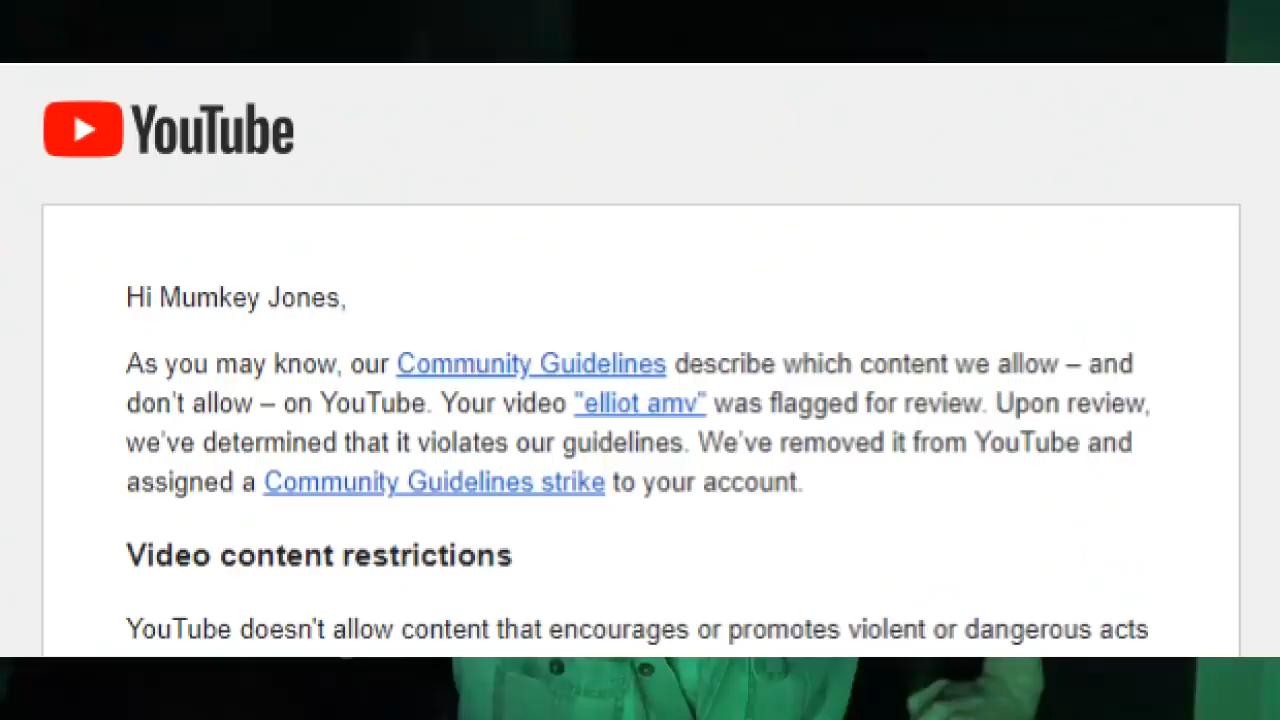 YouTube
Hi Mumkey Jones,
As you may know, our Community Guidelines describe which content we allow – and
don't allow – on YouTube. Your video "elliot amv" was flagged for review. Upon review,
we've determined that it violates our guidelines. We've removed it from YouTube and
assigned a Community Guidelines strike to your account.
Video content restrictions
YouTube doesn't allow content that encourages or promotes violent or dangerous acts